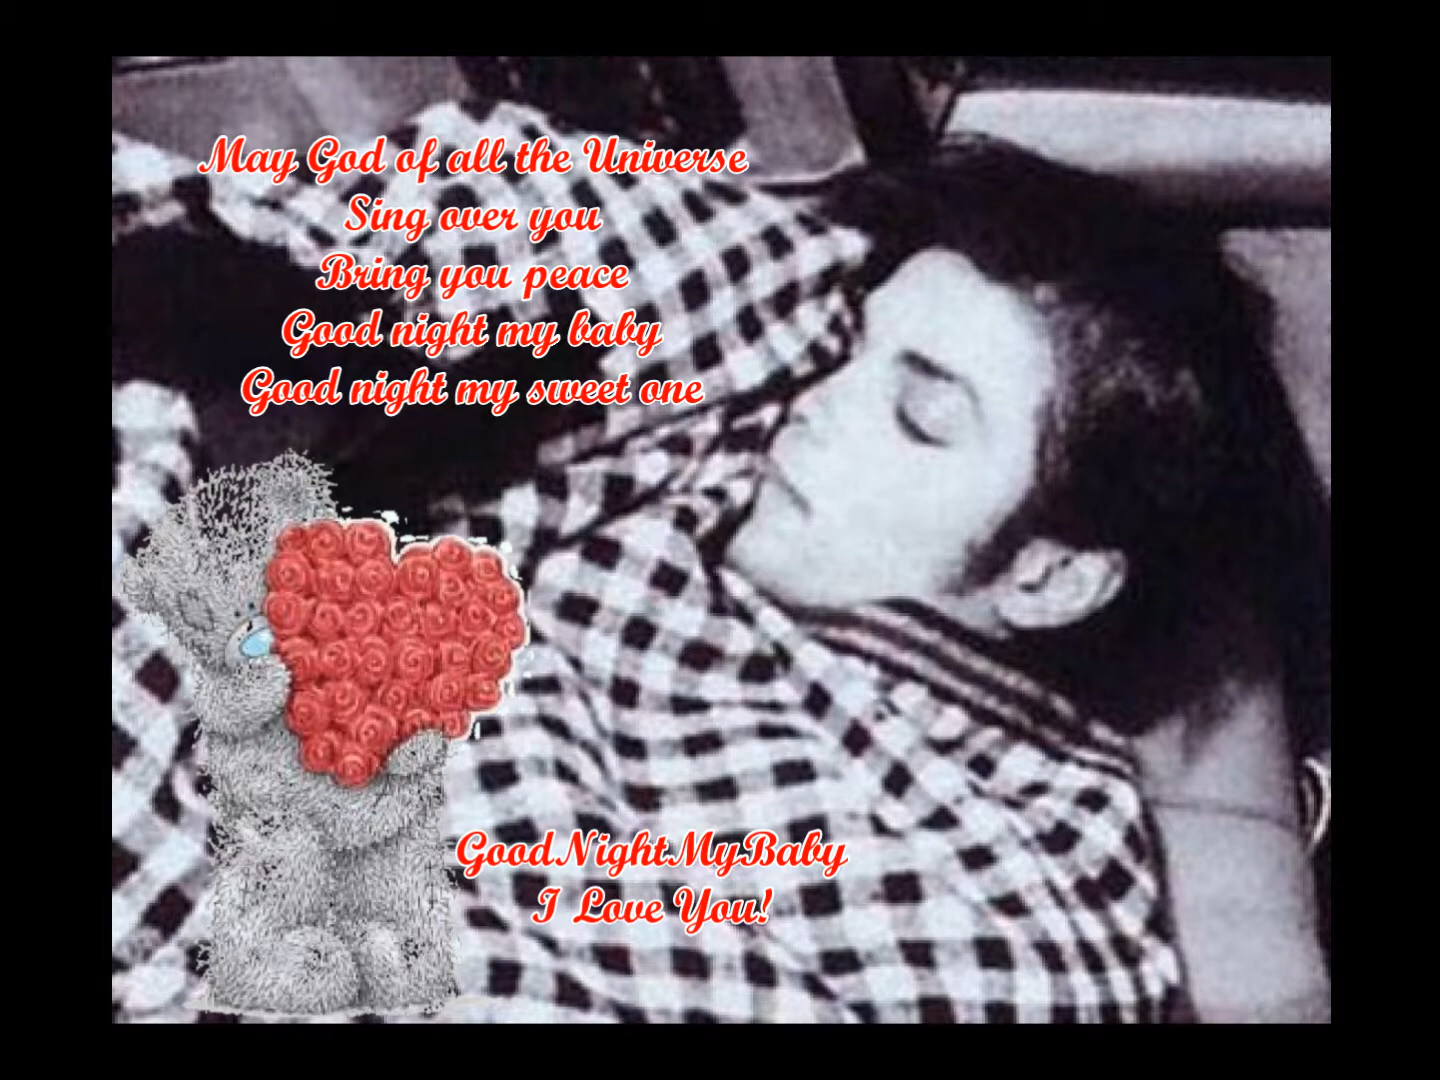 May God of all the Universe
Sing over you
Bring you peace
Good night my baby
Good night my sweet one
GoodNightMyBaby
I Love You!